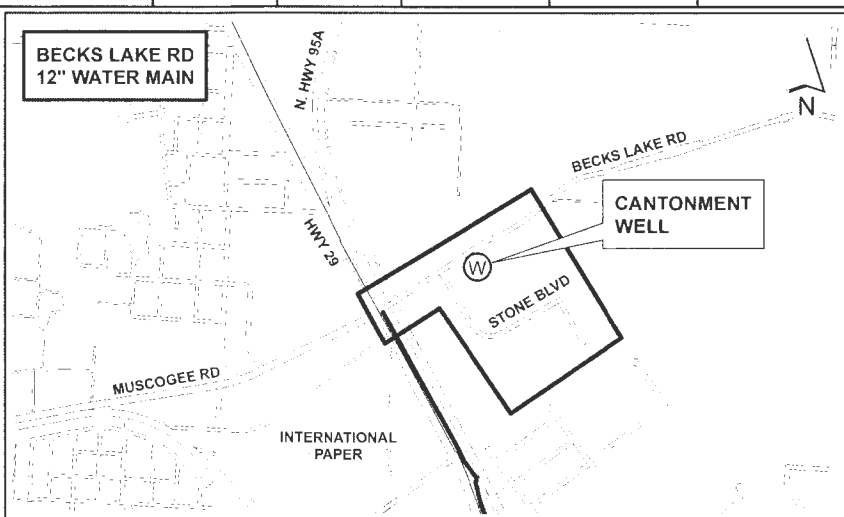 BECKS LAKE RD
12" WATER MAIN
N. HWY 95A
N
BECKS LAKE RD
CANTONMENT
WELL
HWY 29
W
STONE BLVD
MUSCOGEE RD
INTERNATIONAL
PAPER